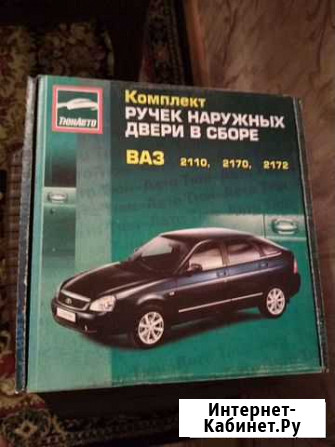 ТюнАвто
Комплект
РУЧЕК НАРУЖНЫХ
ДВЕРИ В СБОРЕ
ВАЗ 2110, 2170, 2172
Интернет-
Кабинет.Ру